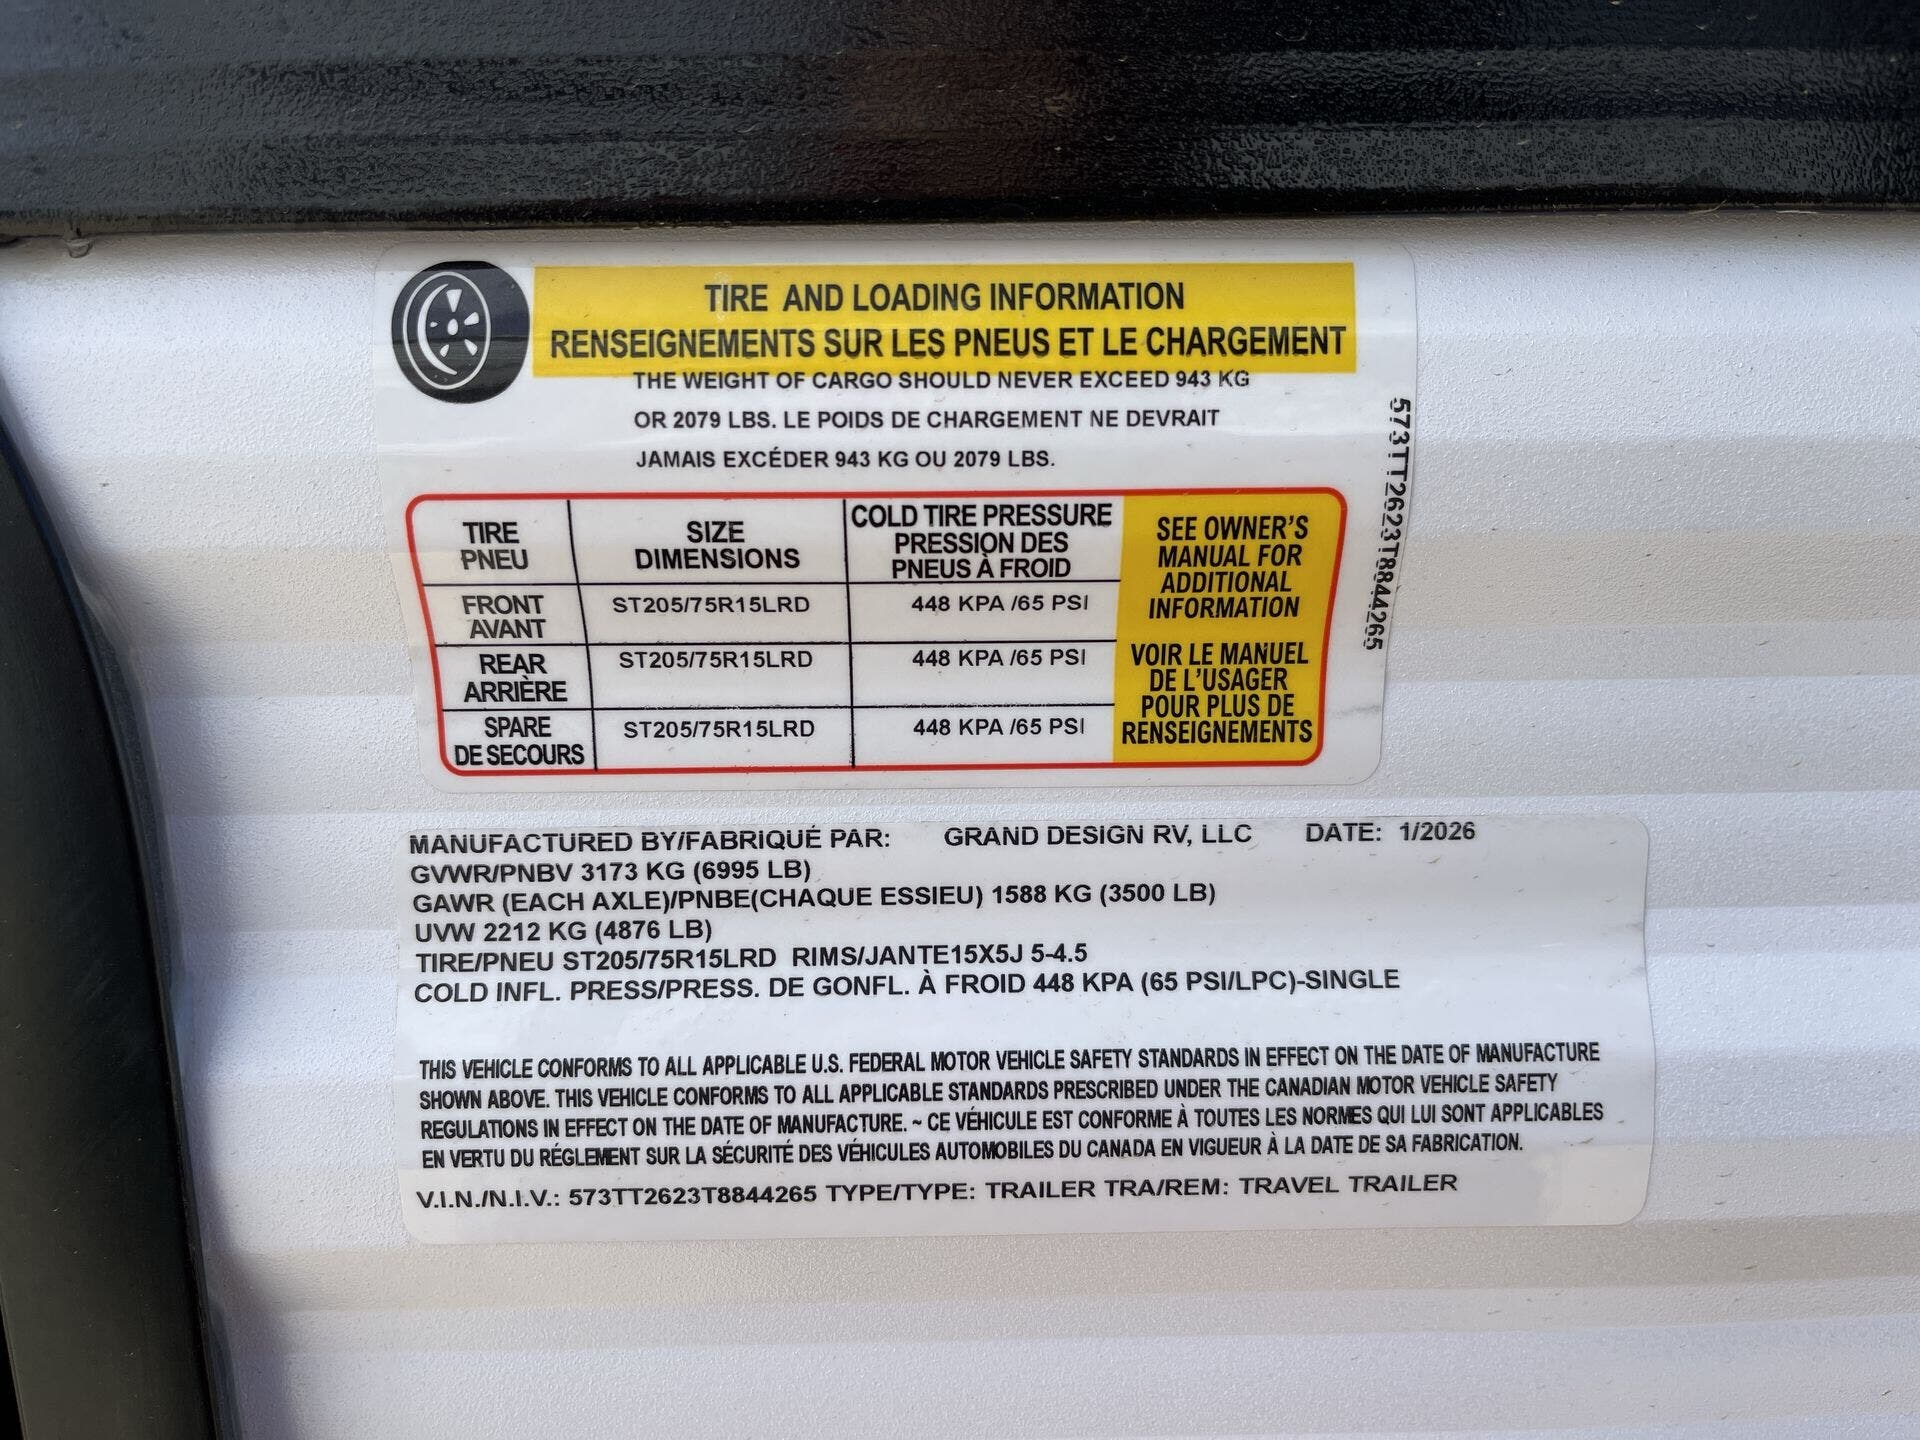 TIRE AND LOADING INFORMATION
RENSEIGNEMENTS SUR LES PNEUS ET LE CHARGEMENT
THE WEIGHT OF CARGO SHOULD NEVER EXCEED 943 KG
OR 2079 LBS. LE POIDS DE CHARGEMENT NE DEVRAIT
JAMAIS EXCÉDER 943 KG OU 2079 LBS.
573TT2623T8844265
TIRE
PNEU
SIZE
DIMENSIONS
COLD TIRE PRESSURE
PRESSION DES
PNEUS À FROID
FRONT
AVANT
ST205/75R15LRD
448 KPA /65 PSI
REAR
ARRIÈRE
ST205/75R15LRD
448 KPA /65 PSI
SPARE
DE SECOURS
ST205/75R15LRD
448 KPA /65 PSI
SEE OWNER'S
MANUAL FOR
ADDITIONAL
INFORMATION
VOIR LE MANUEL
DE L'USAGER
POUR PLUS DE
RENSEIGNEMENTS
MANUFACTURED BY/FABRIQUÉ PAR: GRAND DESIGN RV, LLC DATE: 1/2026
GVWR/PNBV 3173 KG (6995 LB)
GAWR (EACH AXLE)/PNBE(CHAQUE ESSIEU) 1588 KG (3500 LB)
UVW 2212 KG (4876 LB)
TIRE/PNEU ST205/75R15LRD RIMS/JANTE15X5J 5-4.5
COLD INFL. PRESS/PRESS. DE GONFL. À FROID 448 KPA (65 PSI/LPC)-SINGLE
THIS VEHICLE CONFORMS TO ALL APPLICABLE U.S. FEDERAL MOTOR VEHICLE SAFETY STANDARDS IN EFFECT ON THE DATE OF MANUFACTURE
SHOWN ABOVE. THIS VEHICLE CONFORMS TO ALL APPLICABLE STANDARDS PRESCRIBED UNDER THE CANADIAN MOTOR VEHICLE SAFETY
REGULATIONS IN EFFECT ON THE DATE OF MANUFACTURE. ~ CE VÉHICULE EST CONFORME À TOUTES LES NORMES QUI LUI SONT APPLICABLES
EN VERTU DU RÉGLEMENT SUR LA SÉCURITÉ DES VÉHICULES AUTOMOBILES DU CANADA EN VIGUEUR À LA DATE DE SA FABRICATION.
V.I.N./N.I.V.: 573TT2623T8844265 TYPE/TYPE: TRAILER TRA/REM: TRAVEL TRAILER